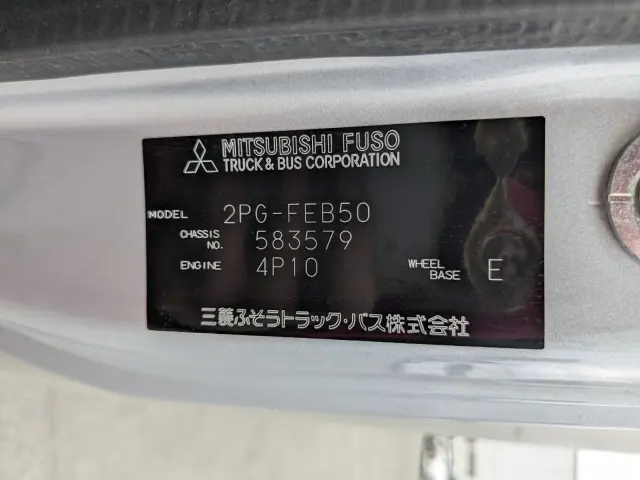 MITSUBISHI FUSO
TRUCK & BUS CORPORATION
MODEL 2PG-FEB50
CHASSIS NO. 583579
ENGINE 4P10 WHEEL BASE E
三菱ふそうトラック・バス株式会社